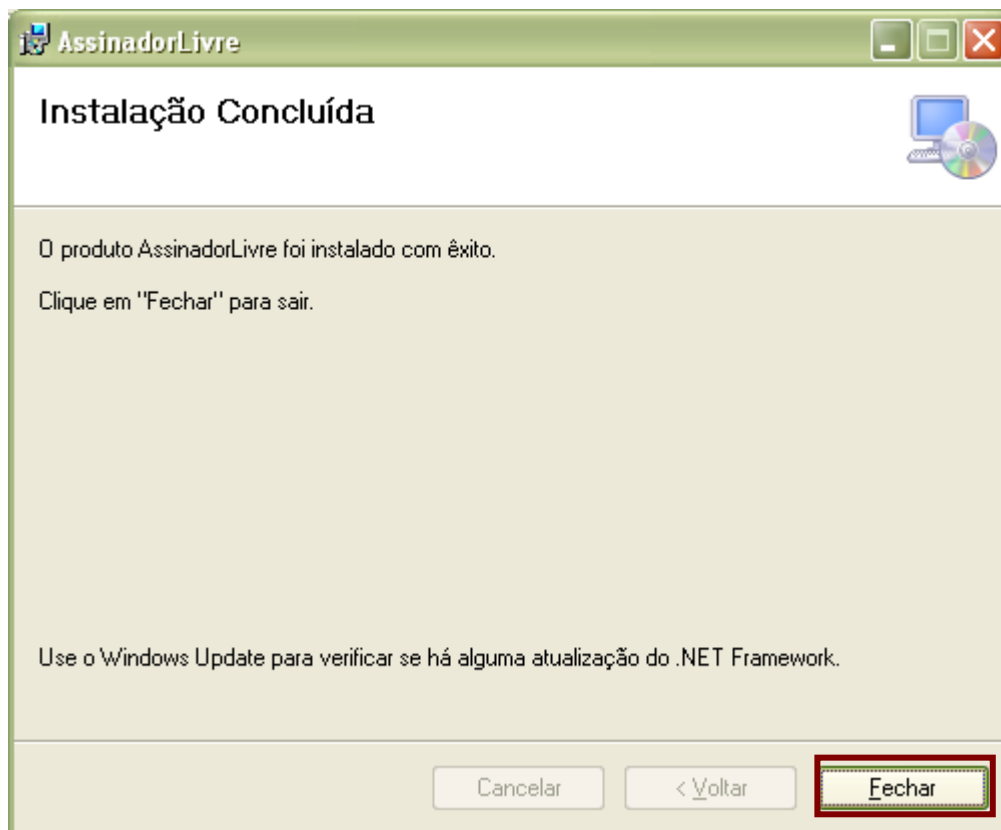 AssinadorLivre
Instalação Concluída
O produto AssinadorLivre foi instalado com êxito.
Clique em "Fechar" para sair.
Use o Windows Update para verificar se há alguma atualização do .NET Framework.
Cancelar
< Voltar
Fechar